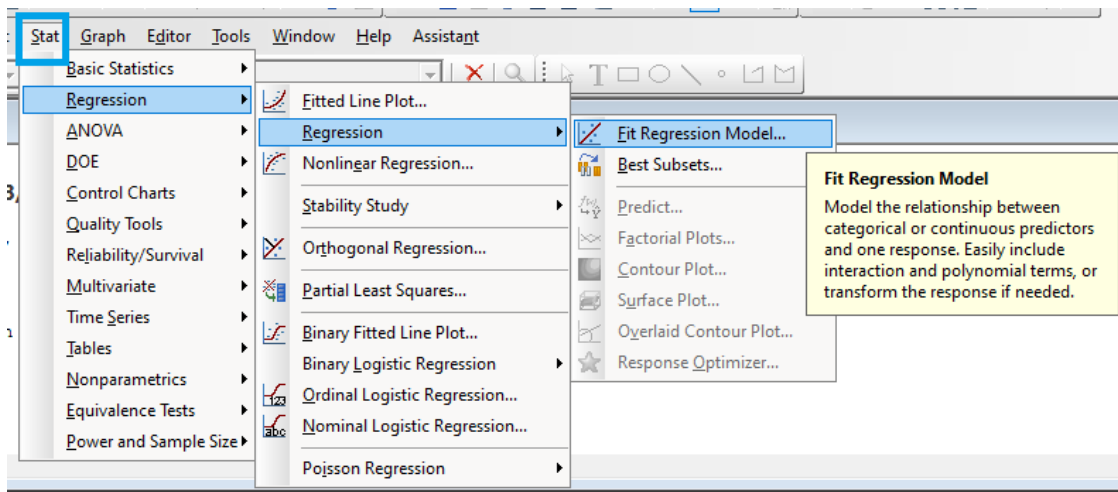 Stat Graph Editor Tools Window Help Assistant
T
Basic Statistics
Regression
ANOVA
DOE
Control Charts
Quality Tools
Reliability/Survival
Multivariate
Time Series
Tables
Nonparametrics
Equivalence Tests
Power and Sample Size
Fitted Line Plot...
Regression
Nonlinear Regression...
Stability Study
Orthogonal Regression...
Partial Least Squares...
Binary Fitted Line Plot...
Binary Logistic Regression
123
Ordinal Logistic Regression...
abc
Nominal Logistic Regression...
Poisson Regression
Fit Regression Model...
Best Subsets...
Predict...
Factorial Plots...
Contour Plot...
Surface Plot...
Overlaid Contour Plot...
Response Optimizer...
Fit Regression Model
Model the relationship between
categorical or continuous predictors
and one response. Easily include
interaction and polynomial terms, or
transform the response if needed.